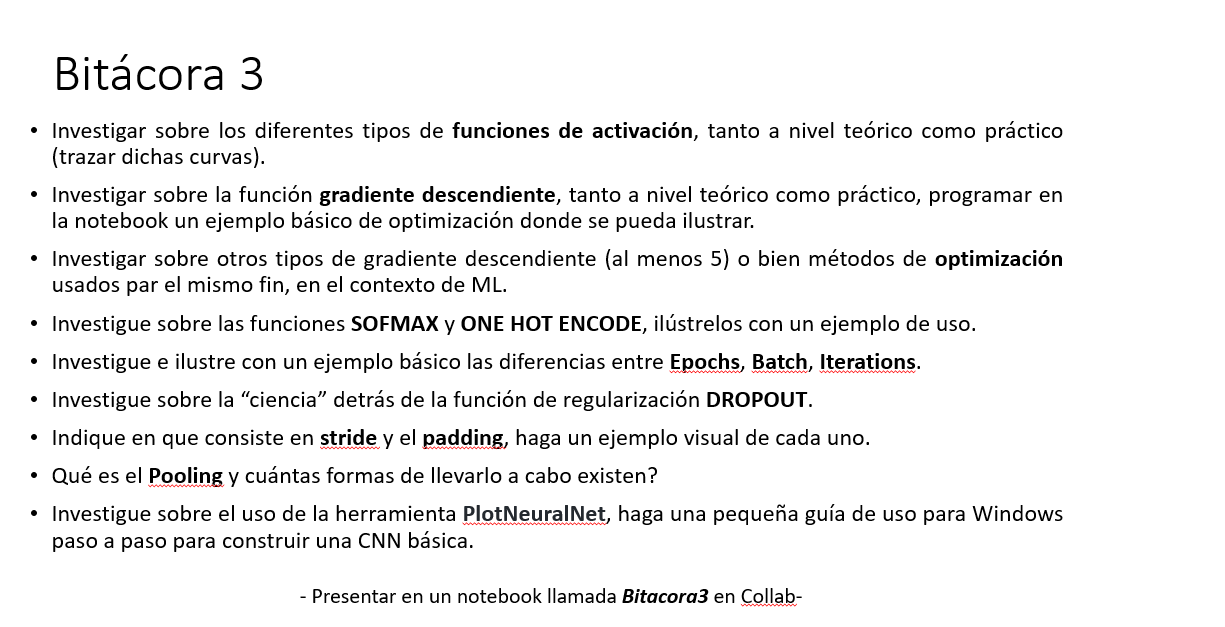 Bitácora 3
• Investigar sobre los diferentes tipos de funciones de activación, tanto a nivel teórico como práctico
(trazar dichas curvas).
• Investigar sobre la función gradiente descendiente, tanto a nivel teórico como práctico, programar en
la notebook un ejemplo básico de optimización donde se pueda ilustrar.
• Investigar sobre otros tipos de gradiente descendiente (al menos 5) o bien métodos de optimización
usados par el mismo fin, en el contexto de ML.
• Investigue sobre las funciones SOFMAX y ONE HOT ENCODE, ilústrelos con un ejemplo de uso.
• Investigue e ilustre con un ejemplo básico las diferencias entre Epochs, Batch, Iterations.
• Investigue sobre la “ciencia” detrás de la función de regularización DROPOUT.
• Indique en que consiste en stride y el padding, haga un ejemplo visual de cada uno.
• Qué es el Pooling y cuántas formas de llevarlo a cabo existen?
• Investigue sobre el uso de la herramienta PlotNeuralNet, haga una pequeña guía de uso para Windows
paso a paso para construir una CNN básica.
- Presentar en un notebook llamada Bitacora3 en Collab-